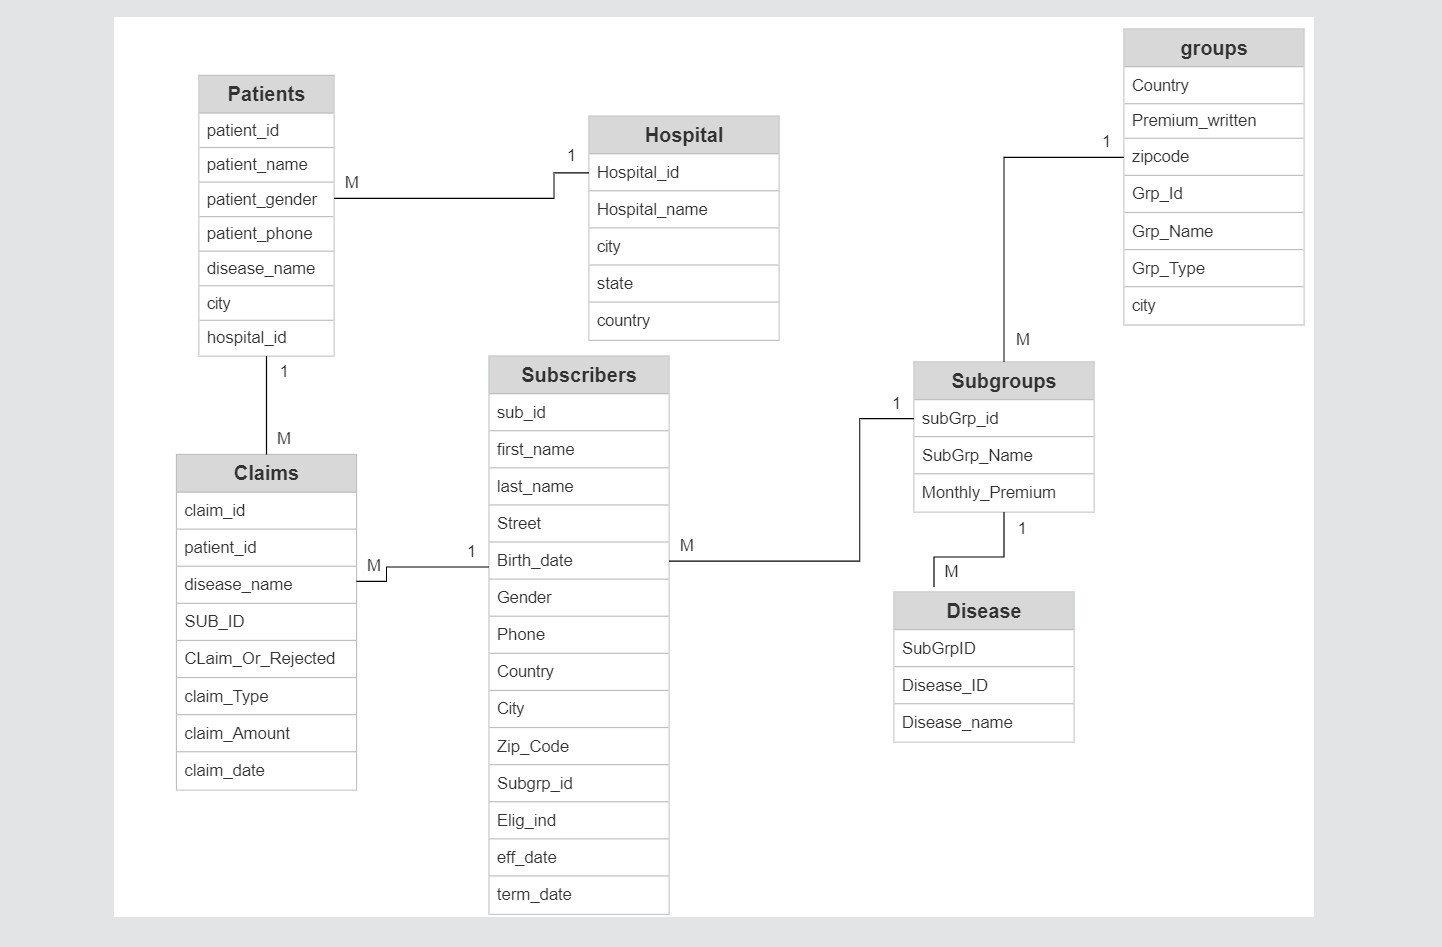 Patients
patient_id
patient_name
patient_gender
patient_phone
disease_name
city
hospital_id
M
1
Hospital
Hospital_id
Hospital_name
city
state
country
groups
Country
Premium_written
zipcode
Grp_Id
Grp_Name
Grp_Type
city
1
M
1
M
Claims
claim_id
patient_id
disease_name
SUB_ID
CLaim_Or_Rejected
claim_Type
claim_Amount
claim_date
M
1
Subscribers
sub_id
first_name
last_name
Street
Birth_date
Gender
Phone
Country
City
Zip_Code
Subgrp_id
Elig_ind
eff_date
term_date
M
1
Subgroups
subGrp_id
SubGrp_Name
Monthly_Premium
1
M
Disease
SubGrpID
Disease_ID
Disease_name